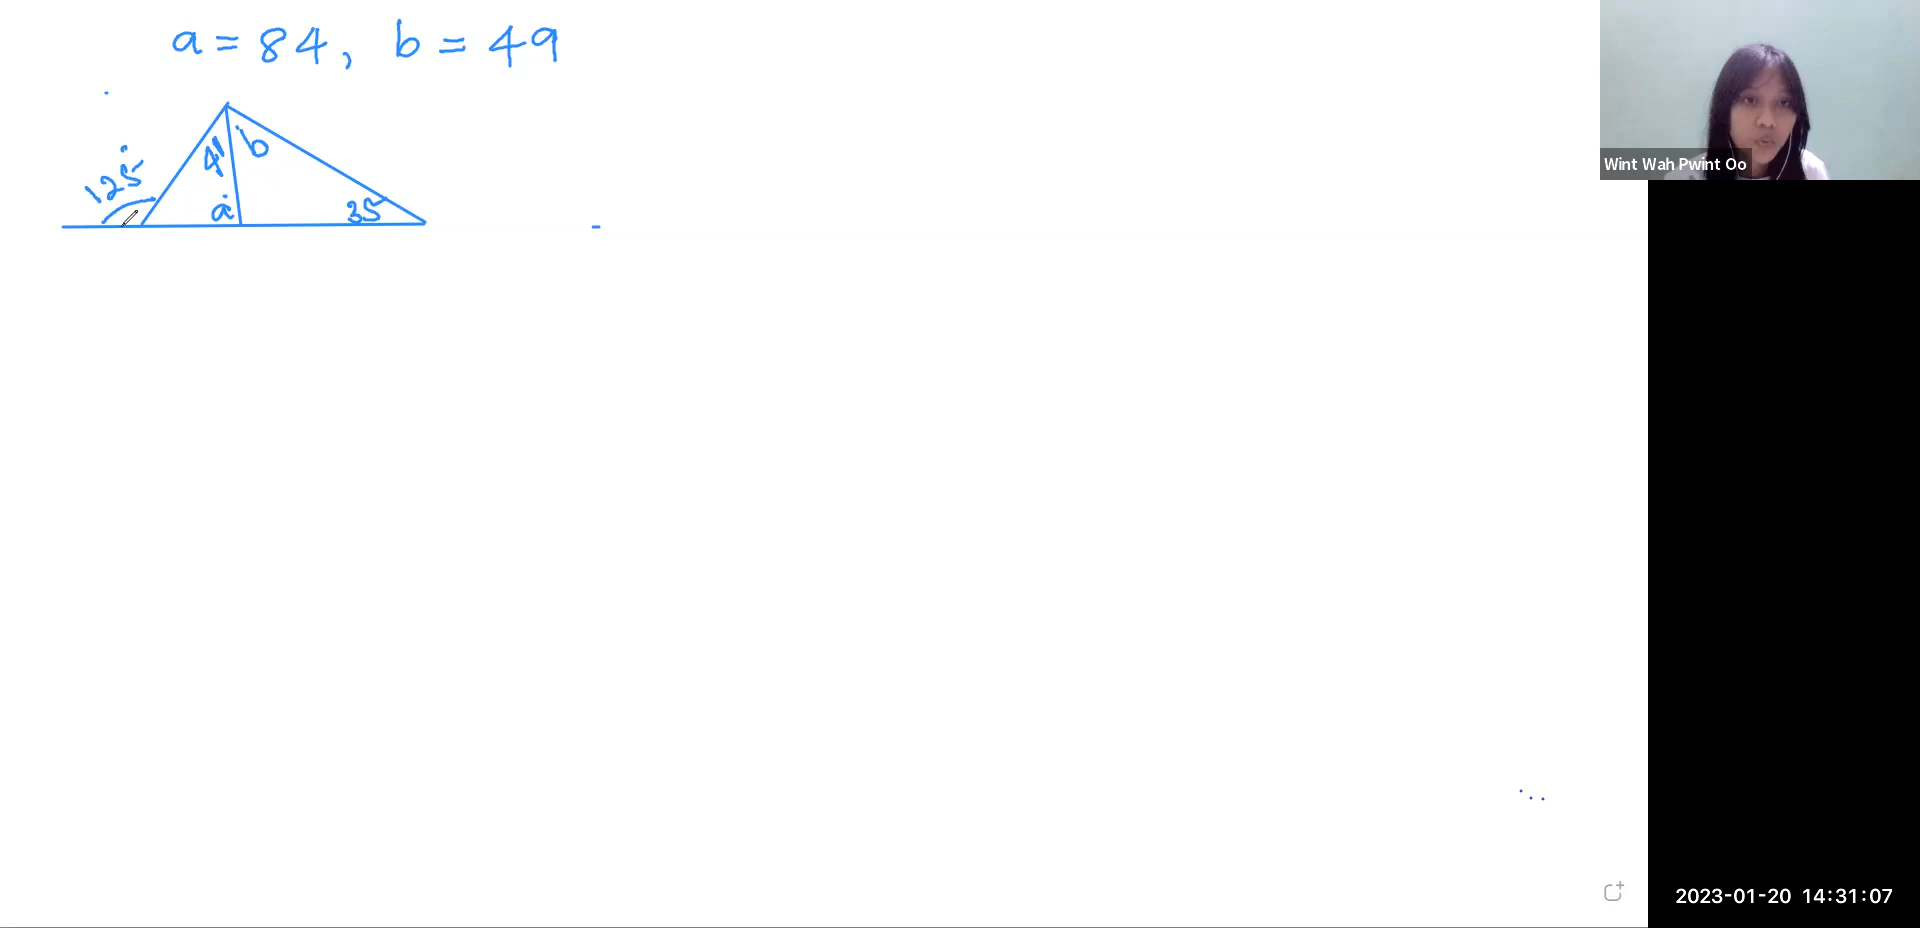 a = 84, b = 49
125°
41
b
a°
35
Wint Wah Pwint Oo
2023-01-20 14:31:07